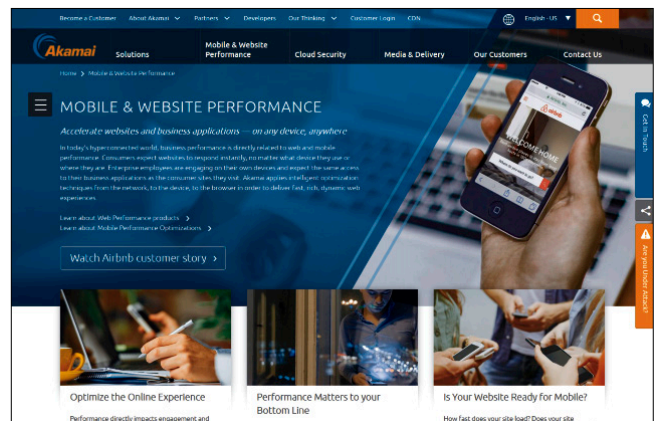 Become a Customer About Akamai Partners Developers Our Thinking Customer Login CDN English - US
Akamai Solutions Mobile & Website Performance Cloud Security Media & Delivery Our Customers Contact Us
Home > Mobile & Website Performance
MOBILE & WEBSITE PERFORMANCE
Accelerate websites and business applications — on any device, anywhere
In today's hyperconnected world, business performance is directly related to web and mobile
performance. Consumers expect websites to respond instantly, no matter what device they use or
where they are. Enterprise employees are engaging on their own devices and expect the same access
to their business applications as the consumer sites they visit. Akamai applies intelligent optimization
techniques from the network, to the device, to the browser in order to deliver fast, rich, dynamic web
experiences.
Learn about Web Performance products >
Learn about Mobile Performance Optimizations >
Watch Airbnb customer story >
airbnb
WELCOME HOME
Get in Touch
Are you Under Attack?
Optimize the Online Experience
Performance directly impacts engagement and
Performance Matters to your
Bottom Line
Is Your Website Ready for Mobile?
How fast does your site load? Does your site